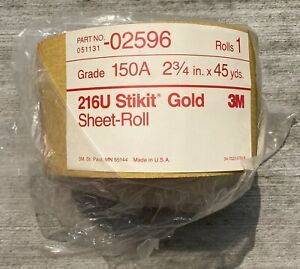 PART NO. 051131 -02596 Rolls 1
Grade 150A 2 3/4 in. x 45 yds.
216U Stikit® Gold 3M
Sheet-Roll
3M, St. Paul, MN 55144 Made in U.S.A.